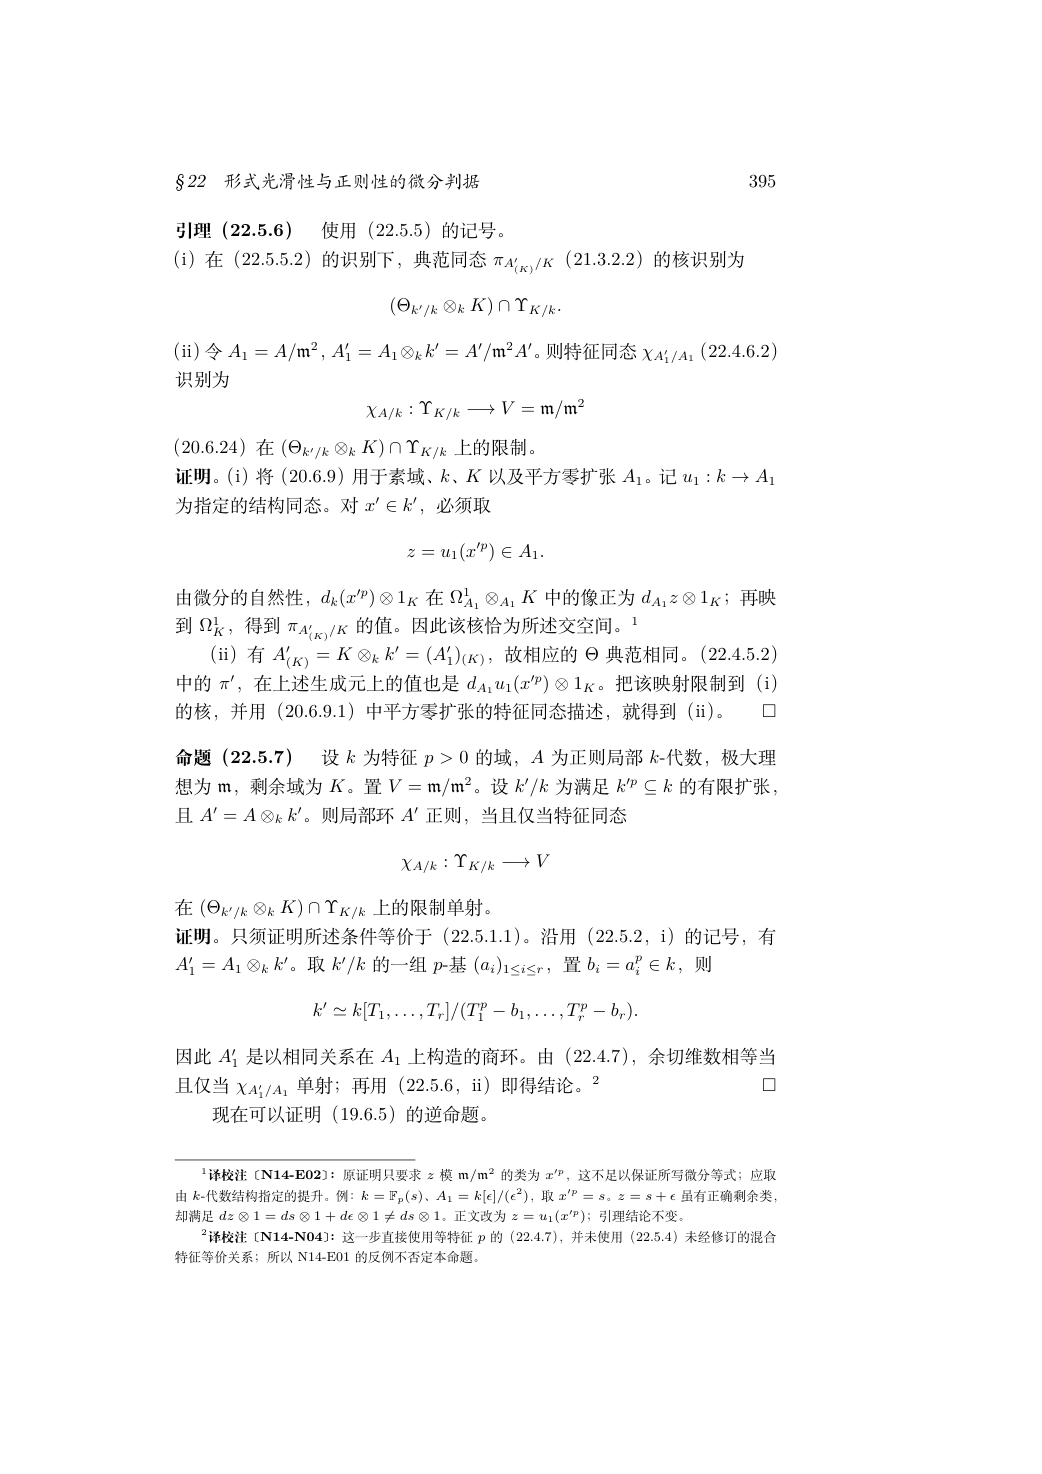 §22 形式光滑性与正则性的微分判据 395
引理（22.5.6） 使用（22.5.5）的记号。
(i) 在（22.5.5.2）的识别下，典范同态 π_{A′_{(K)}/K}（21.3.2.2）的核识别为
(Θ_{k′/k} ⊗_k K) ∩ Υ_{K/k}.
(ii) 令 A_1 = A/𝔪^2, A′_1 = A_1 ⊗_k k′ = A′/𝔪^2A′。则特征同态 χ_{A′_1/A_1}（22.4.6.2）
识别为
χ_{A/k} : Υ_{K/k} ⟶ V = 𝔪/𝔪^2
（20.6.24）在 (Θ_{k′/k} ⊗_k K) ∩ Υ_{K/k} 上的限制。
证明。(i) 将（20.6.9）用于素域、k、K 以及平方零扩张 A_1。记 u_1 : k → A_1
为指定的结构同态。对 x′ ∈ k′，必须取
z = u_1(x′^p) ∈ A_1.
由微分的自然性，d_k(x′^p) ⊗ 1_K 在 Ω^1_{A_1} ⊗_{A_1} K 中的像正为 d_{A_1}z ⊗ 1_K；再映
到 Ω^1_K，得到 π_{A′_{(K)}/K} 的值。因此该核恰为所述交空间。^1
(ii) 有 A′_{(K)} = K ⊗_k k′ = (A′_1)_{(K)}，故相应的 Θ 典范相同。（22.4.5.2）
中的 π′，在上述生成元上的值也是 d_{A_1}u_1(x′^p) ⊗ 1_K。把该映射限制到 (i)
的核，并用（20.6.9.1）中平方零扩张的特征同态描述，就得到 (ii)。 □
命题（22.5.7） 设 k 为特征 p > 0 的域，A 为正则局部 k-代数，极大理
想为 𝔪，剩余域为 K。置 V = 𝔪/𝔪^2。设 k′/k 为满足 k′^p ⊆ k 的有限扩张，
且 A′ = A ⊗_k k′。则局部环 A′ 正则，当且仅当特征同态
χ_{A/k} : Υ_{K/k} ⟶ V
在 (Θ_{k′/k} ⊗_k K) ∩ Υ_{K/k} 上的限制单射。
证明。只须证明所述条件等价于（22.5.1.1）。沿用（22.5.2，i）的记号，有
A′_1 = A_1 ⊗_k k′。取 k′/k 的一组 p-基 (a_i)_{1≤i≤r}，置 b_i = a_i^p ∈ k，则
k′ ≃ k[T_1, . . . , T_r]/(T_1^p − b_1, . . . , T_r^p − b_r).
因此 A′_1 是以相同关系在 A_1 上构造的商环。由（22.4.7），余切维数相等当
且仅当 χ_{A′_1/A_1} 单射；再用（22.5.6，ii）即得结论。^2 □
现在可以证明（19.6.5）的逆命题。
^1译校注〔N14-E02〕：原证明只要求 z 模 𝔪/𝔪^2 的类为 x′^p，这不足以保证所写微分等式；应取
由 k-代数结构指定的提升。例：k = 𝔽_p(s)、A_1 = k[ϵ]/(ϵ^2)，取 x′^p = s。z = s + ϵ 虽有正确剩余类，
却满足 dz ⊗ 1 = ds ⊗ 1 + dϵ ⊗ 1 ≠ ds ⊗ 1。正文改为 z = u_1(x′^p)；引理结论不变。
^2译校注〔N14-N04〕：这一步直接使用等特征 p 的（22.4.7），并未使用（22.5.4）未经修订的混合
特征等价关系；所以 N14-E01 的反例不否定本命题。